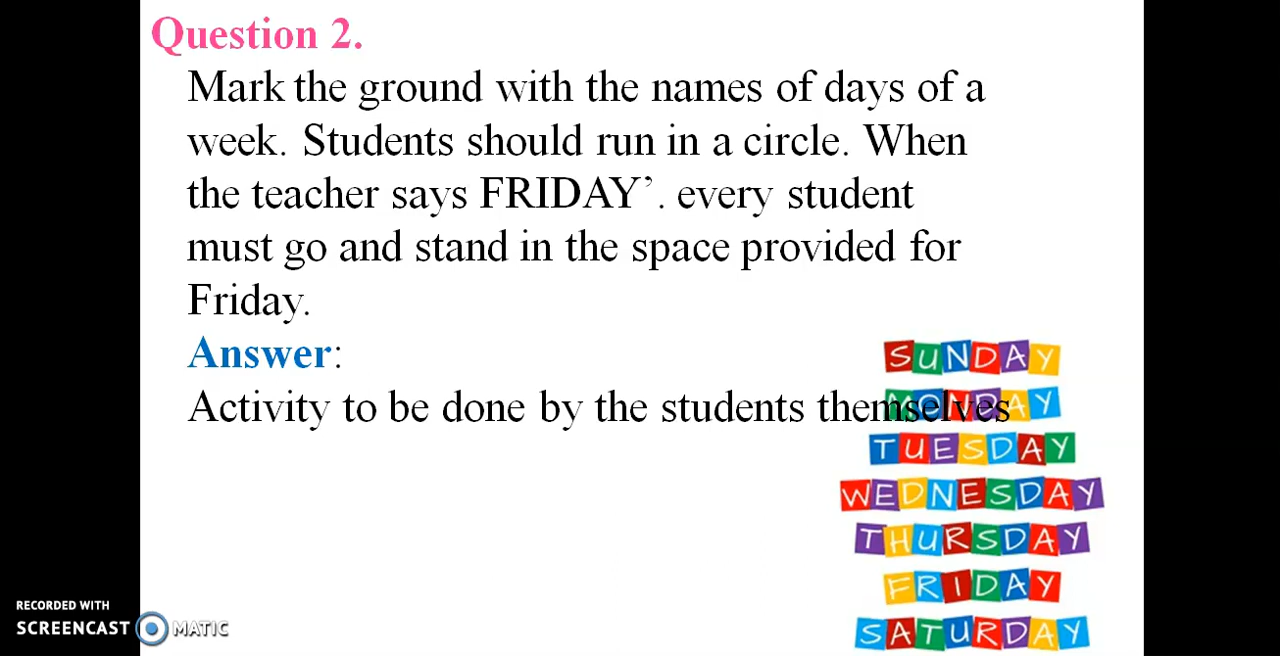 Question 2.
Mark the ground with the names of days of a
week. Students should run in a circle. When
the teacher says FRIDAY’. every student
must go and stand in the space provided for
Friday.
Answer:
Activity to be done by the students themselves
SUNDAY
MONDAY
TUESDAY
WEDNESDAY
THURSDAY
FRIDAY
SATURDAY
RECORDED WITH
SCREENCAST MATIC